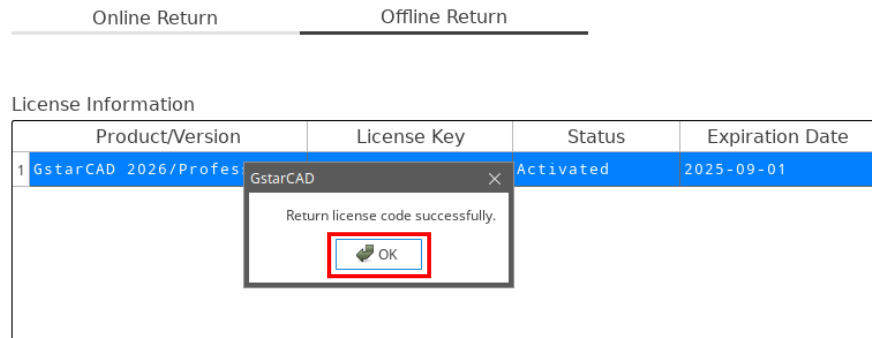 Online Return Offline Return
License Information
Product/Version License Key Status Expiration Date
1 GstarCAD 2026/Profes Activated 2025-09-01
GstarCAD
Return license code successfully.
OK